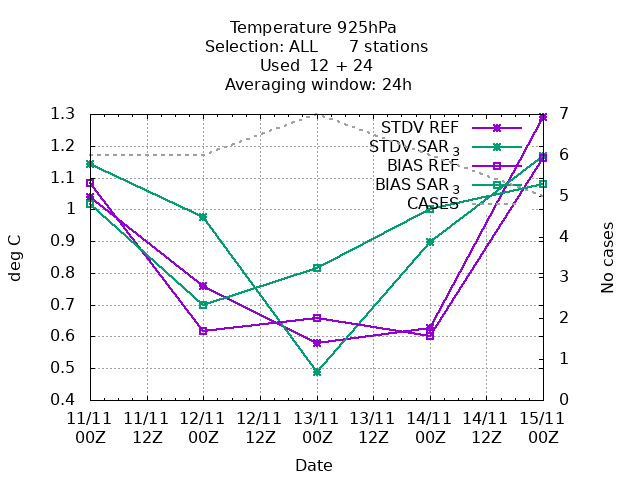 Temperature 925hPa
Selection: ALL 7 stations
Used 12 + 24
Averaging window: 24h
1.3
1.2
1.1
1
0.9
0.8
0.7
0.6
0.5
0.4
deg C
7
6
5
4
3
2
1
0
No cases
STDV REF
STDV SAR 3
BIAS REF
BIAS SAR 3
CASES
11/11 11/11 12/11 12/11 13/11 13/11 14/11 14/11 15/11
00Z 12Z 00Z 12Z 00Z 12Z 00Z 12Z 00Z
Date